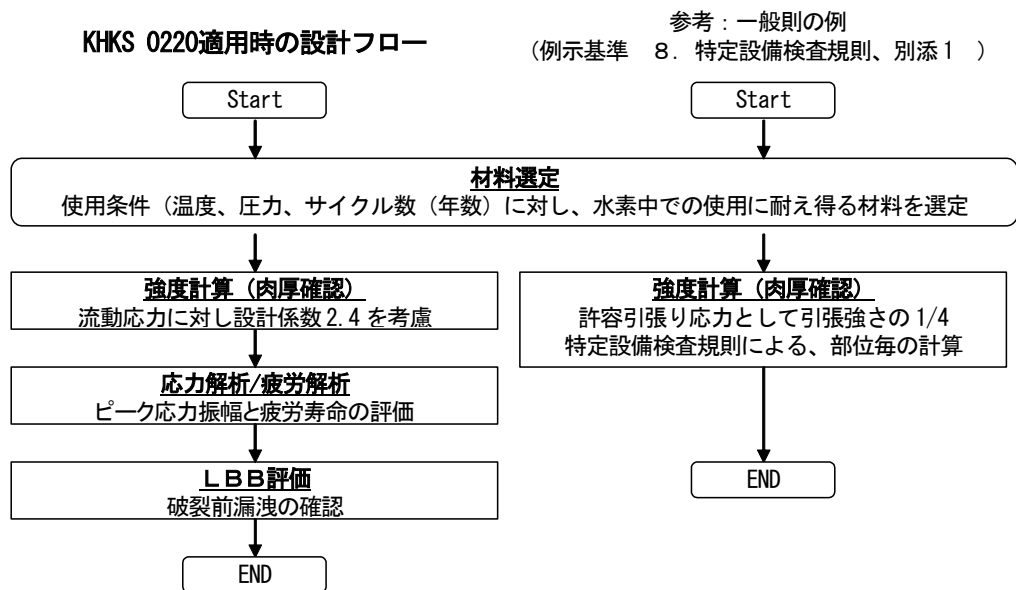 KHKS 0220適用時の設計フロー
参考：一般則の例
（例示基準　８．特定設備検査規則、別添１　）
Start
Start
材料選定
使用条件（温度、圧力、サイクル数（年数）に対し、水素中での使用に耐え得る材料を選定
強度計算（肉厚確認）
流動応力に対し設計係数2.4を考慮
強度計算（肉厚確認）
許容引張り応力として引張強さの1/4
特定設備検査規則による、部位毎の計算
応力解析/疲労解析
ピーク応力振幅と疲労寿命の評価
ＬＢＢ評価
破裂前漏洩の確認
END
END